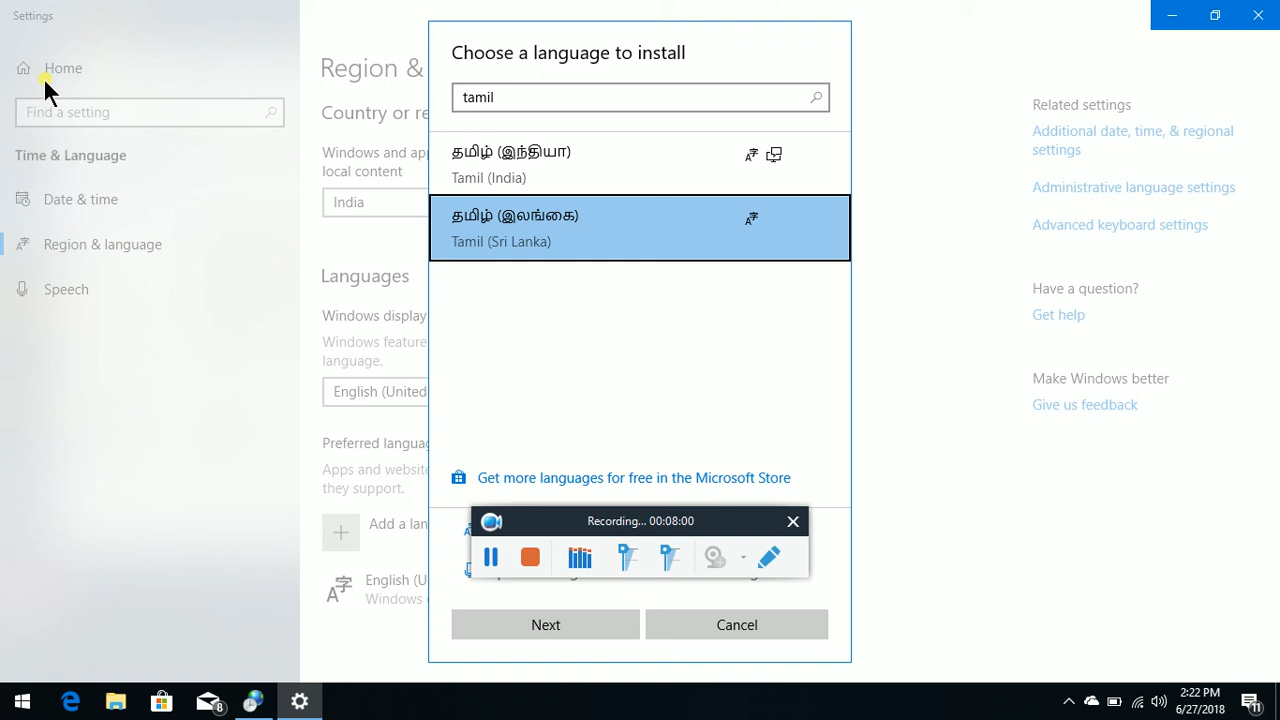 Settings
Home
Find a setting
Time & Language
Date & time
Region & language
Speech
Region &
Country or re
Windows and app
local content
India
Languages
Windows display
Windows feature
language.
English (United
Preferred langua
Apps and website
they support.
Add a lan
English (U
Windows
Choose a language to install
tamil
தமிழ் (இந்தியா)
Tamil (India)
தமிழ் (இலங்கை)
Tamil (Sri Lanka)
Get more languages for free in the Microsoft Store
Recording... 00:08:00
Next
Cancel
Related settings
Additional date, time, & regional
settings
Administrative language settings
Advanced keyboard settings
Have a question?
Get help
Make Windows better
Give us feedback
8
2:22 PM
6/27/2018
11